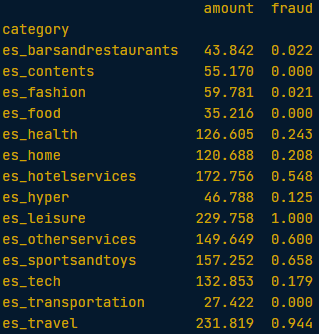 amount fraud
category
es_barsandrestaurants 43.842 0.022
es_contents 55.170 0.000
es_fashion 59.781 0.021
es_food 35.216 0.000
es_health 126.605 0.243
es_home 120.688 0.208
es_hotelservices 172.756 0.548
es_hyper 46.788 0.125
es_leisure 229.758 1.000
es_otherservices 149.649 0.600
es_sportsandtoys 157.252 0.658
es_tech 132.853 0.179
es_transportation 27.422 0.000
es_travel 231.819 0.944